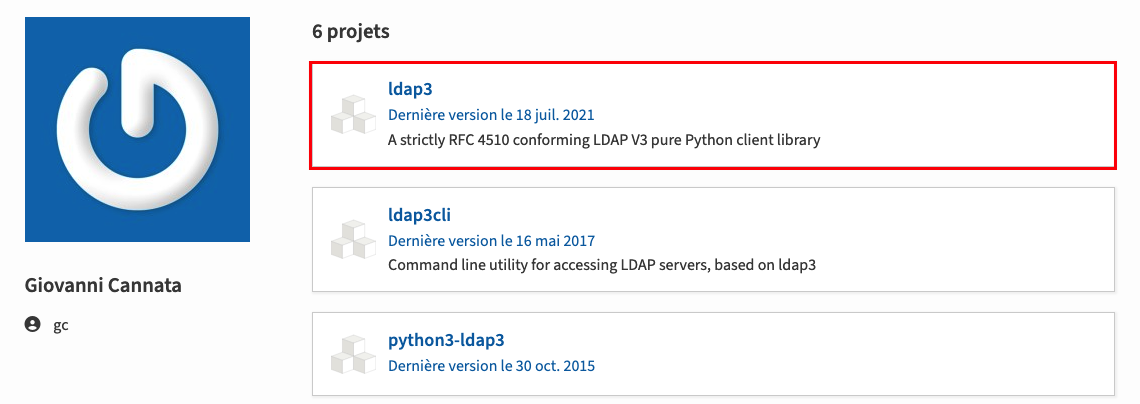 6 projets
ldap3
Dernière version le 18 juil. 2021
A strictly RFC 4510 conforming LDAP V3 pure Python client library
ldap3cli
Dernière version le 16 mai 2017
Command line utility for accessing LDAP servers, based on ldap3
Giovanni Cannata
gc
python3-ldap3
Dernière version le 30 oct. 2015